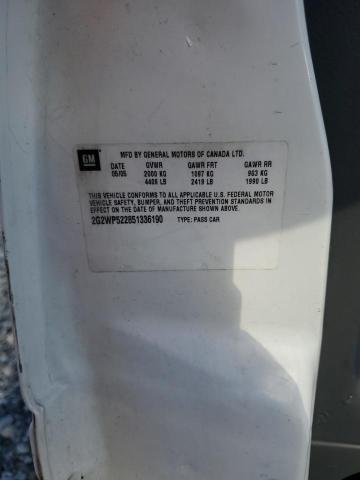 GM
MFD BY GENERAL MOTORS OF CANADA LTD.
DATE GVWR GAWR FRT GAWR RR
05/05 2000 KG 1097 KG 903 KG
4408 LB 2419 LB 1990 LB
THIS VEHICLE CONFORMS TO ALL APPLICABLE U.S. FEDERAL MOTOR
VEHICLE SAFETY, BUMPER, AND THEFT PREVENTION STANDARDS IN
EFFECT ON THE DATE OF MANUFACTURE SHOWN ABOVE.
2G2WP522851336190 TYPE: PASS CAR